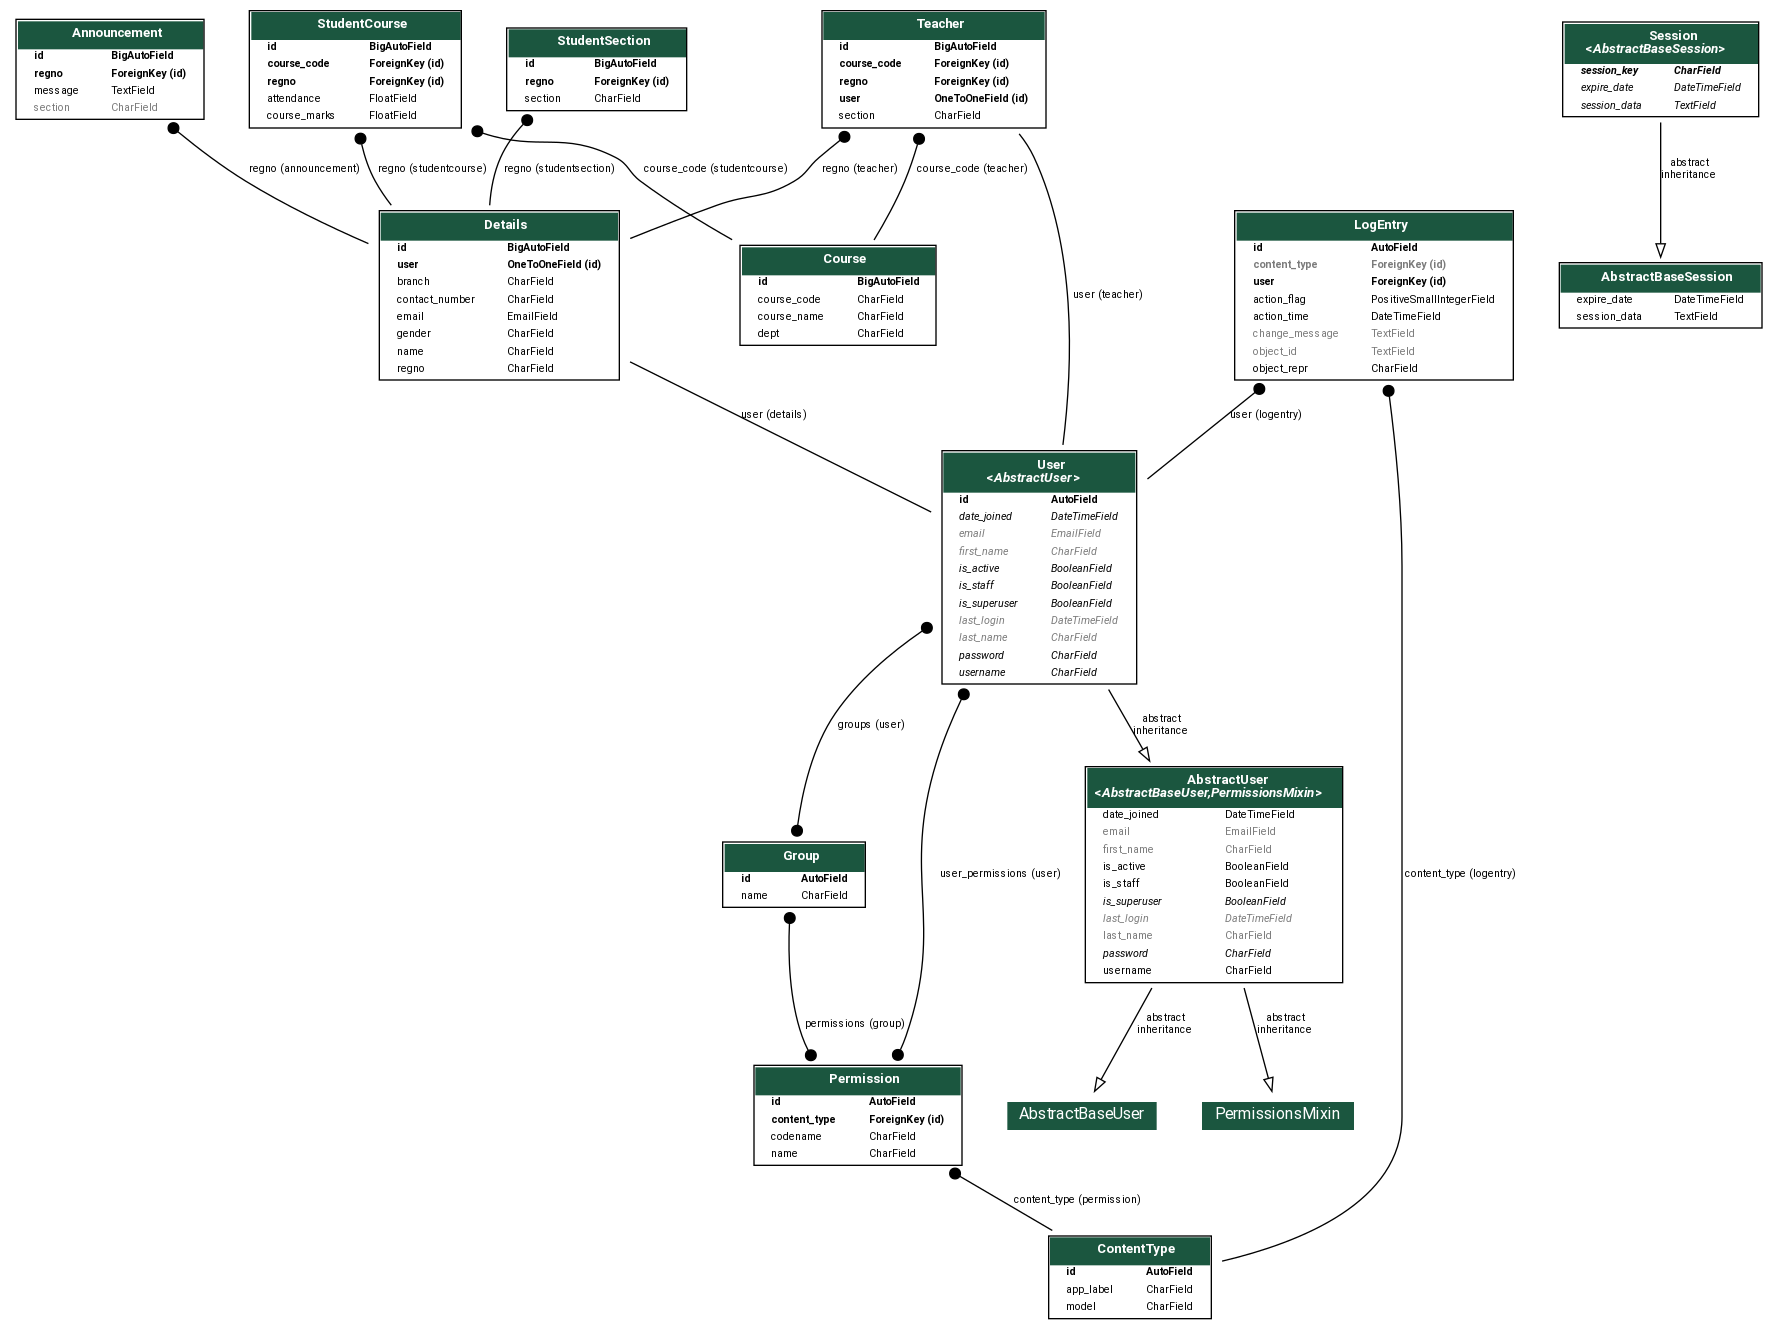 Announcement
id BigAutoField
regno ForeignKey (id)
message TextField
section CharField
StudentCourse
id BigAutoField
course_code ForeignKey (id)
regno ForeignKey (id)
attendance FloatField
course_marks FloatField
StudentSection
id BigAutoField
regno ForeignKey (id)
section CharField
Teacher
id BigAutoField
course_code ForeignKey (id)
regno ForeignKey (id)
user OneToOneField (id)
section CharField
Session
<AbstractBaseSession>
session_key CharField
expire_date DateTimeField
session_data TextField
regno (announcement)
regno (studentcourse)
regno (studentsection)
course_code (studentcourse)
regno (teacher)
course_code (teacher)
abstract
inheritance
Details
id BigAutoField
user OneToOneField (id)
branch CharField
contact_number CharField
email EmailField
gender CharField
name CharField
regno CharField
Course
id BigAutoField
course_code CharField
course_name CharField
dept CharField
user (teacher)
LogEntry
id AutoField
content_type ForeignKey (id)
user ForeignKey (id)
action_flag PositiveSmallIntegerField
action_time DateTimeField
change_message TextField
object_id TextField
object_repr CharField
AbstractBaseSession
expire_date DateTimeField
session_data TextField
user (details)
user (logentry)
User
<AbstractUser>
id AutoField
date_joined DateTimeField
email EmailField
first_name CharField
is_active BooleanField
is_staff BooleanField
is_superuser BooleanField
last_login DateTimeField
last_name CharField
password CharField
username CharField
groups (user)
abstract
inheritance
AbstractUser
<AbstractBaseUser,PermissionsMixin>
date_joined DateTimeField
email EmailField
first_name CharField
is_active BooleanField
is_staff BooleanField
is_superuser BooleanField
last_login DateTimeField
last_name CharField
password CharField
username CharField
Group
id AutoField
name CharField
user_permissions (user)
content_type (logentry)
permissions (group)
abstract
inheritance
abstract
inheritance
Permission
id AutoField
content_type ForeignKey (id)
codename CharField
name CharField
AbstractBaseUser
PermissionsMixin
content_type (permission)
ContentType
id AutoField
app_label CharField
model CharField